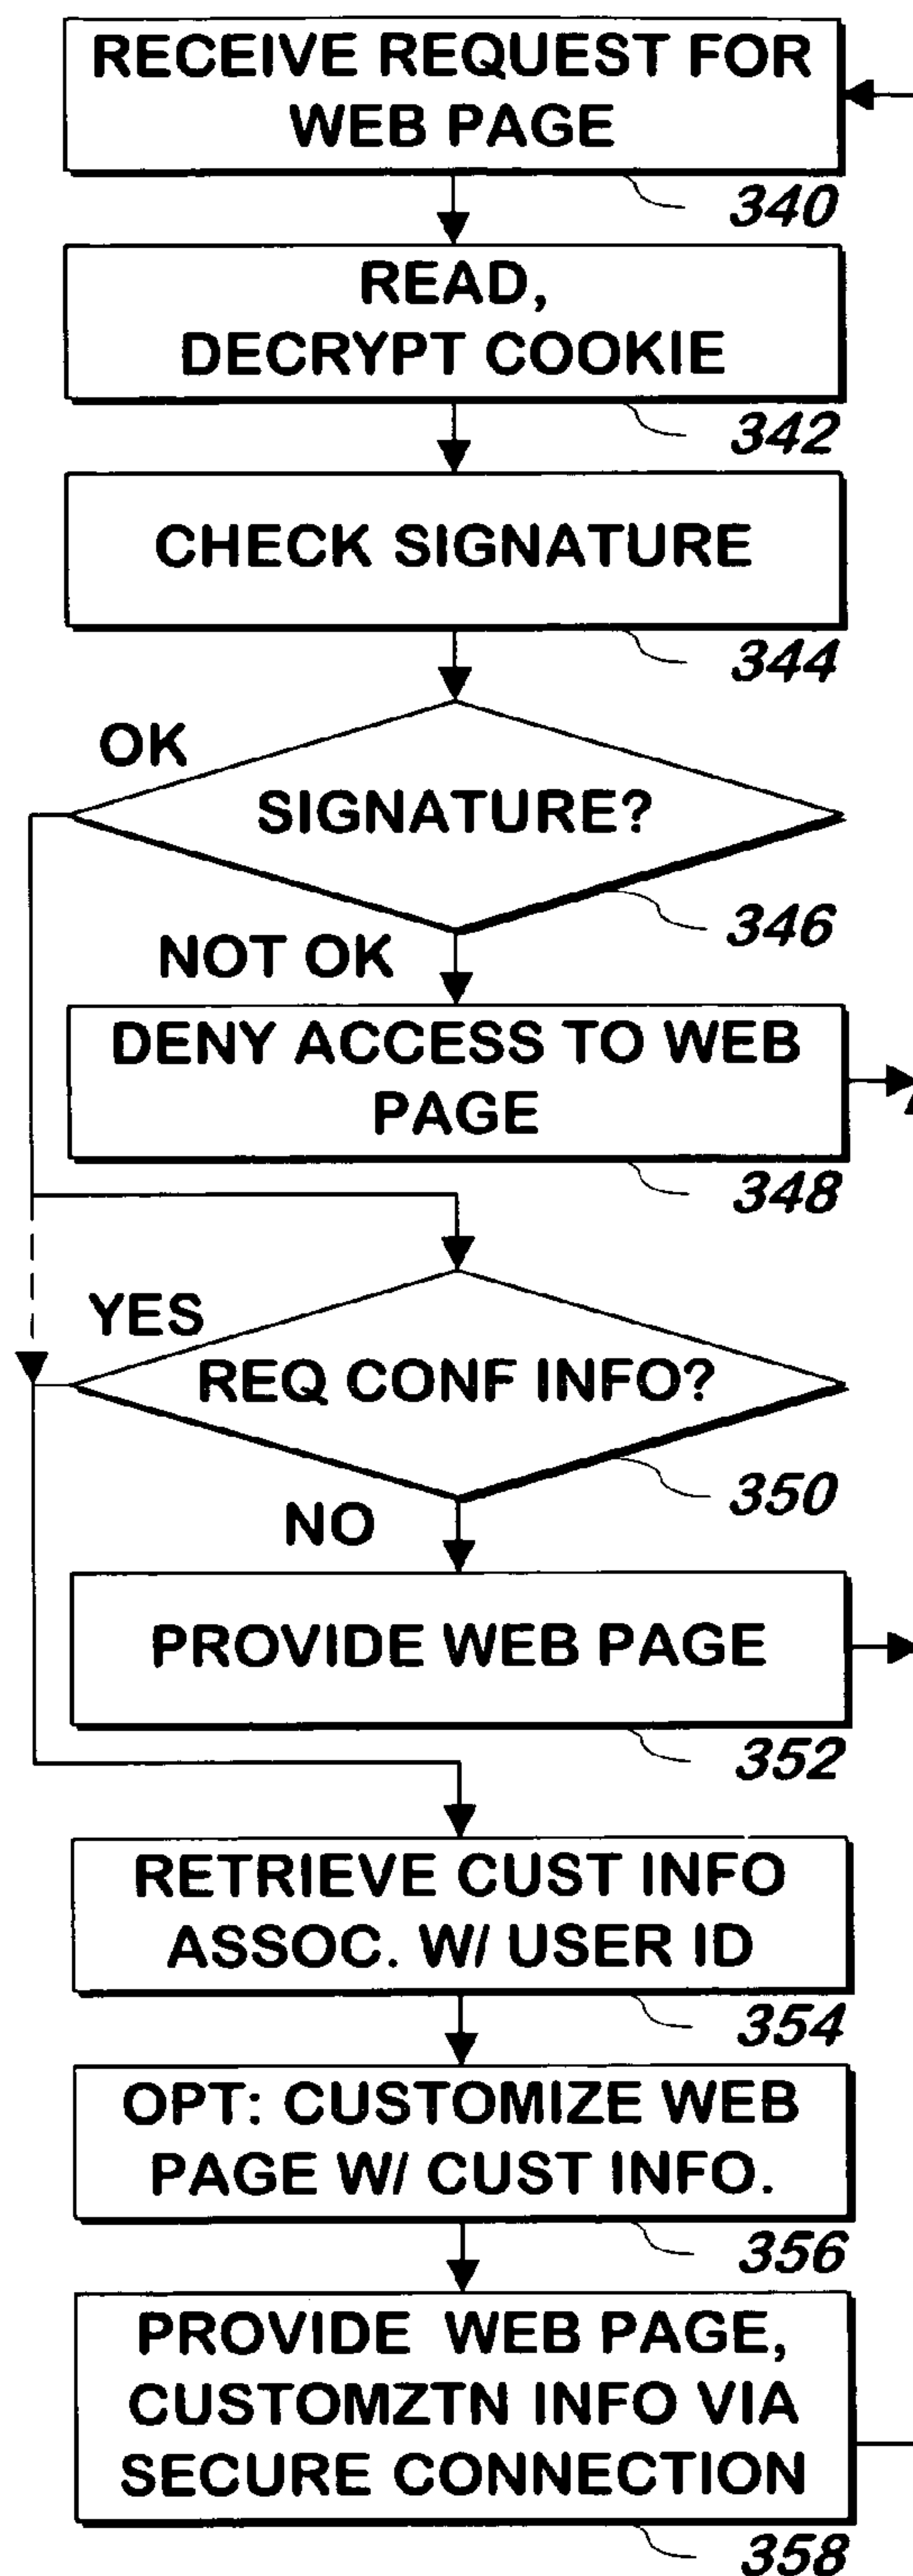 RECEIVE REQUEST FOR
WEB PAGE
340
READ,
DECRYPT COOKIE
342
CHECK SIGNATURE
344
OK
SIGNATURE?
346
NOT OK
DENY ACCESS TO WEB
PAGE
348
YES
REQ CONF INFO?
350
NO
PROVIDE WEB PAGE
352
RETRIEVE CUST INFO
ASSOC. W/ USER ID
354
OPT: CUSTOMIZE WEB
PAGE W/ CUST INFO.
356
PROVIDE WEB PAGE,
CUSTOMZTN INFO VIA
SECURE CONNECTION
358